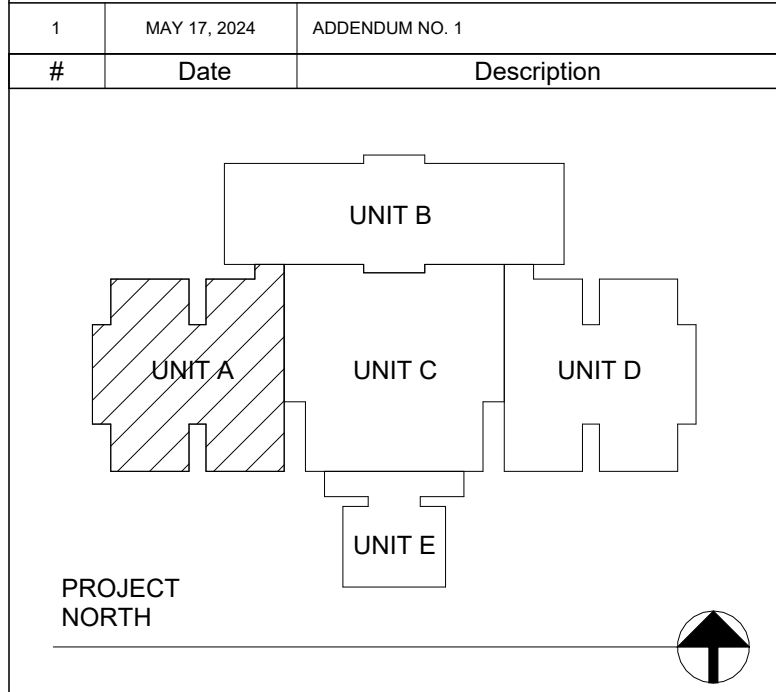 1 MAY 17, 2024 ADDENDUM NO. 1
# Date Description
UNIT B
UNIT A UNIT C UNIT D
UNIT E
PROJECT
NORTH